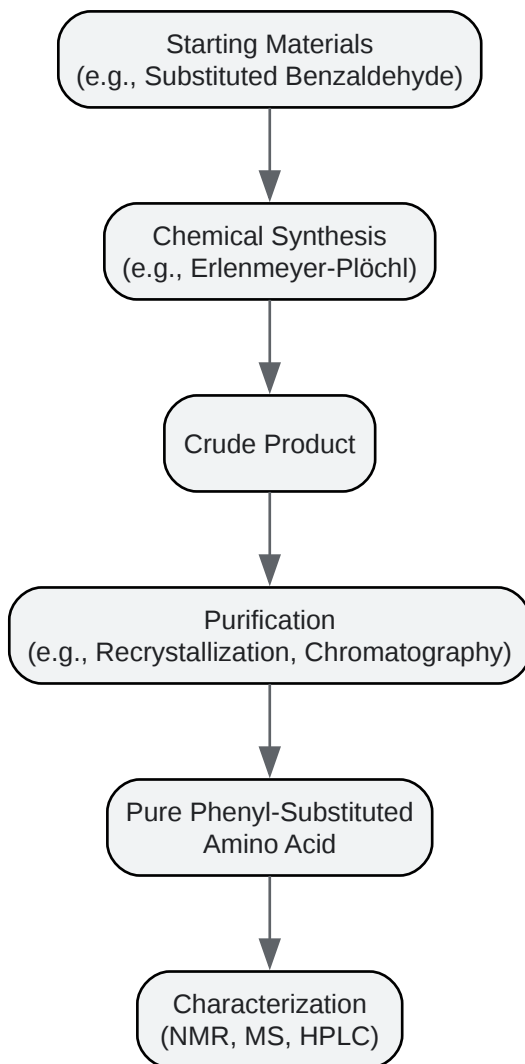 Starting Materials
(e.g., Substituted Benzaldehyde)
Chemical Synthesis
(e.g., Erlenmeyer-Plöchl)
Crude Product
Purification
(e.g., Recrystallization, Chromatography)
Pure Phenyl-Substituted
Amino Acid
Characterization
(NMR, MS, HPLC)